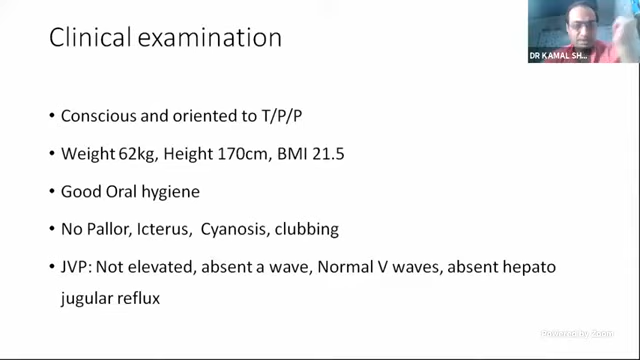 Clinical examination
DR KAMAL SH...
• Conscious and oriented to T/P/P
• Weight 62kg, Height 170cm, BMI 21.5
• Good Oral hygiene
• No Pallor, Icterus, Cyanosis, clubbing
• JVP: Not elevated, absent a wave, Normal V waves, absent hepato
jugular reflux
Powered by Zoom